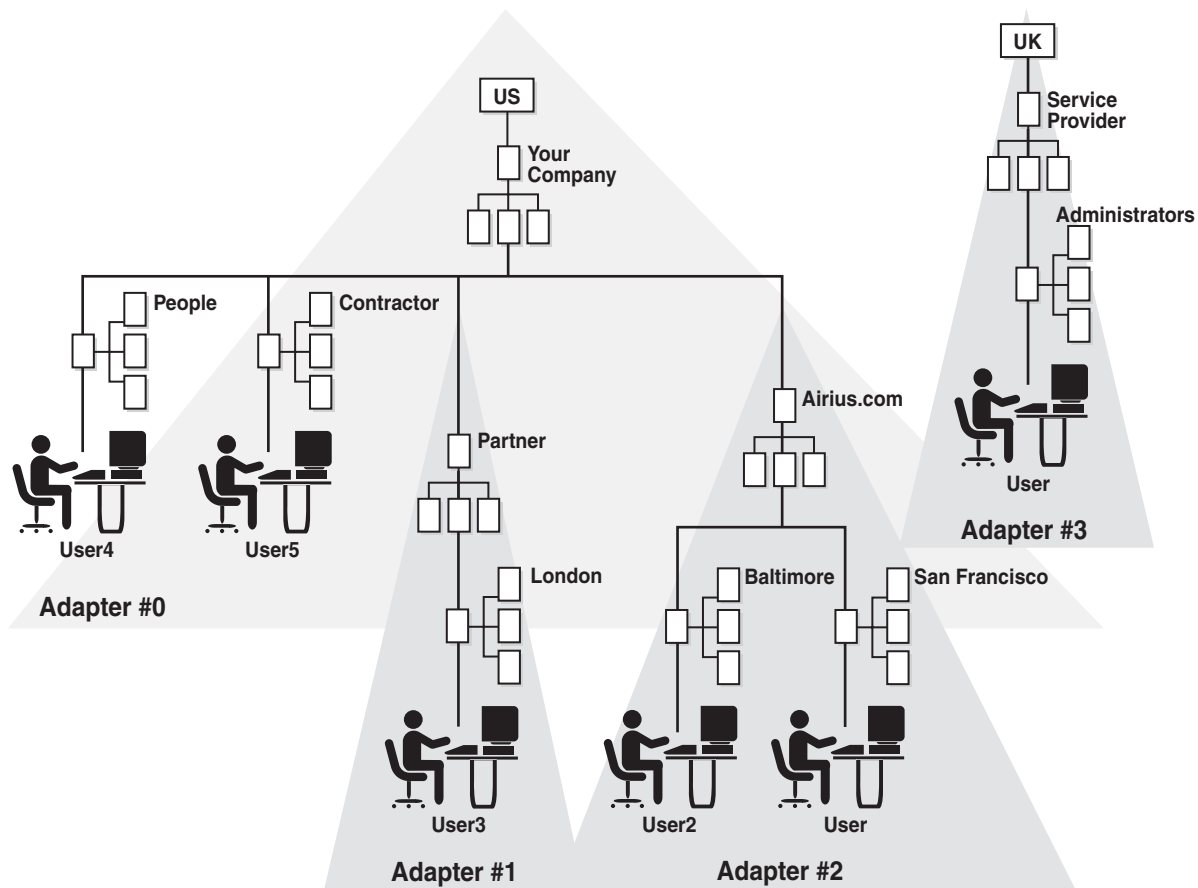 UK
Service
Provider
Administrators
User
Adapter #3
US
Your
Company
People
Contractor
User4
User5
Adapter #0
Partner
London
User3
Adapter #1
Airius.com
Baltimore
San Francisco
User2
User
Adapter #2